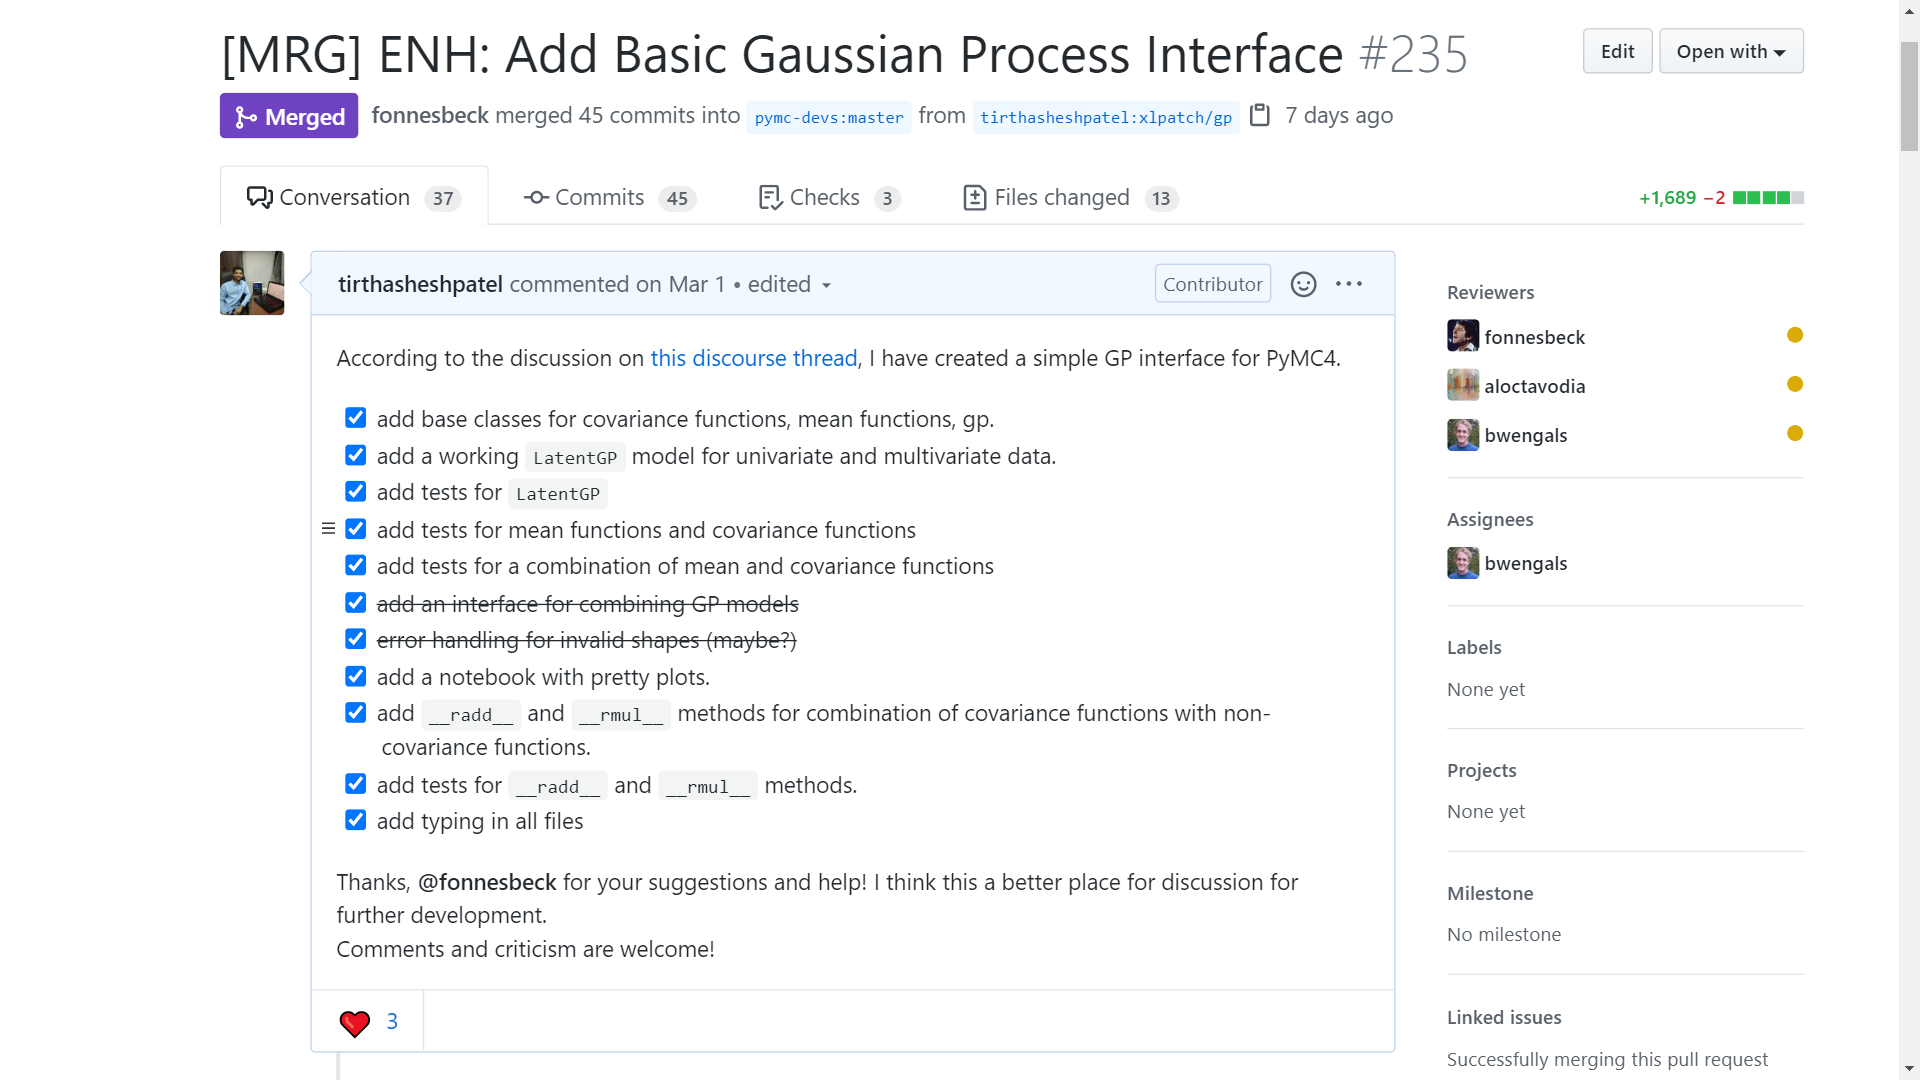 [MRG] ENH: Add Basic Gaussian Process Interface #235
Edit
Open with
Merged
fonnesbeck merged 45 commits into pymc-devs:master from tirthasheshpatel:xlpatch/gp 7 days ago
Conversation 37
Commits 45
Checks 3
Files changed 13
+1,689 −2
tirthasheshpatel commented on Mar 1 • edited
Contributor
According to the discussion on this discourse thread, I have created a simple GP interface for PyMC4.
add base classes for covariance functions, mean functions, gp.
add a working LatentGP model for univariate and multivariate data.
add tests for LatentGP
add tests for mean functions and covariance functions
add tests for a combination of mean and covariance functions
add an interface for combining GP models
error handling for invalid shapes (maybe?)
add a notebook with pretty plots.
add __radd__ and __rmul__ methods for combination of covariance functions with non-
covariance functions.
add tests for __radd__ and __rmul__ methods.
add typing in all files
Thanks, @fonnesbeck for your suggestions and help! I think this a better place for discussion for
further development.
Comments and criticism are welcome!
3
Reviewers
fonnesbeck
aloctavodia
bwengals
Assignees
bwengals
Labels
None yet
Projects
None yet
Milestone
No milestone
Linked issues
Successfully merging this pull request